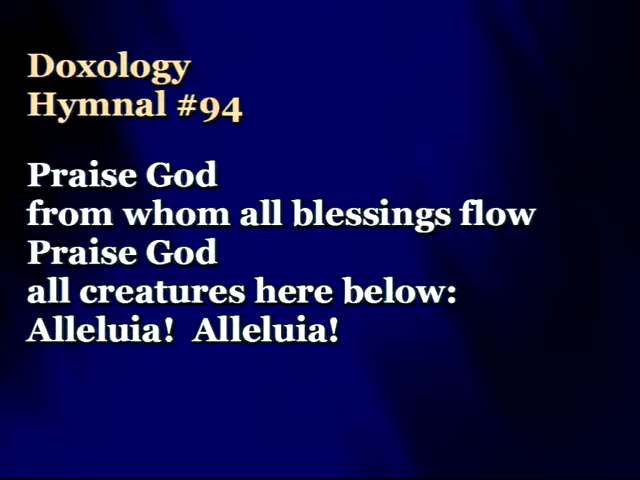 Doxology
Hymnal #94
Praise God
from whom all blessings flow
Praise God
all creatures here below:
Alleluia!  Alleluia!